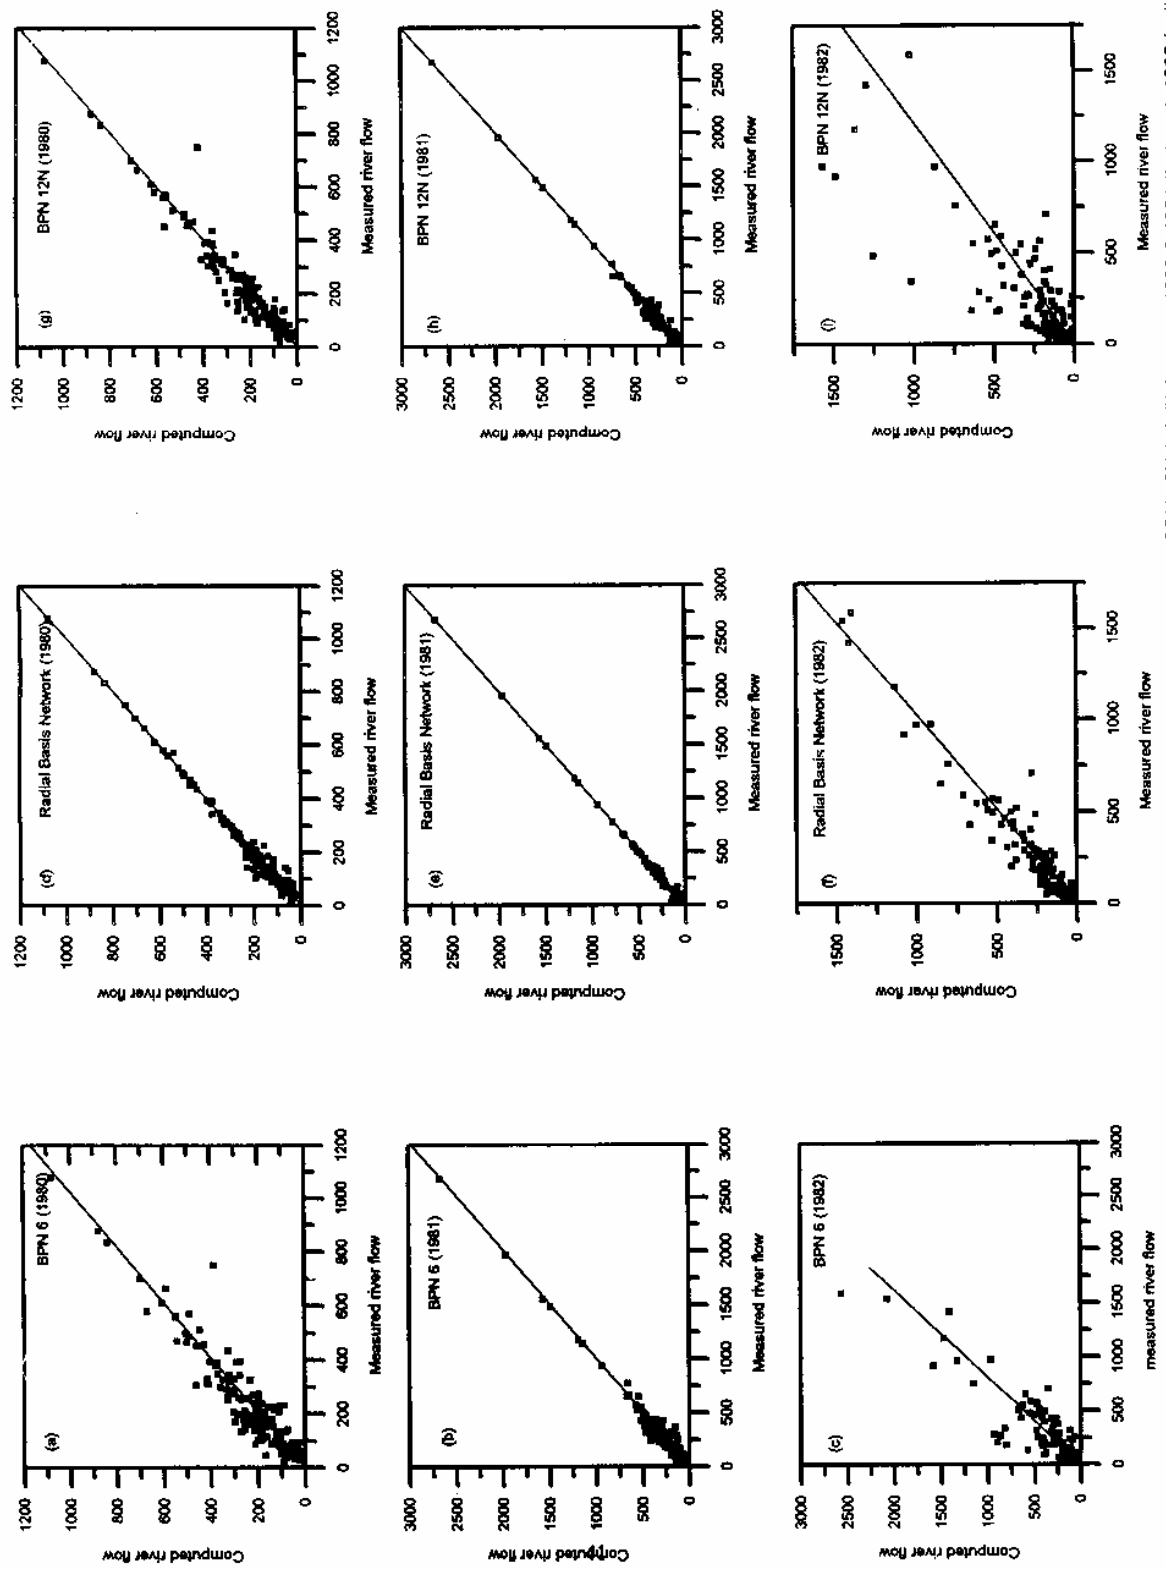 (a)
BPN 6 (1980)
1200
1000
800
600
400
200
0
Computed river flow
0 200 400 600 800 1000 1200
Measured river flow
(d)
Radial Basis Network (1980)
1200
1000
800
600
400
200
0
Computed river flow
0 200 400 600 800 1000 1200
Measured river flow
(g)
BPN 12N (1980)
1200
1000
800
600
400
200
0
Computed river flow
0 200 400 600 800 1000 1200
Measured river flow
(b)
BPN 6 (1981)
3000
2500
2000
1500
1000
500
0
Computed river flow
11
0 500 1000 1500 2000 2500 3000
Measured river flow
(e)
Radial Basis Network (1981)
3000
2500
2000
1500
1000
500
0
Computed river flow
0 500 1000 1500 2000 2500 3000
Measured river flow
(h)
BPN 12N (1981)
3000
2500
2000
1500
1000
500
0
Computed river flow
0 500 1000 1500 2000 2500 3000
Measured river flow
(c)
BPN 6 (1982)
3000
2500
2000
1500
1000
500
0
Computed river flow
0 500 1000 1500 2000 2500 3000
measured river flow
(f)
Radial Basis Network (1982)
1500
1000
500
0
Computed river flow
0 500 1000 1500
Measured river flow
(i)
BPN 12N (1982)
1500
1000
500
0
Computed river flow
0 500 1000 1500
Measured river flow